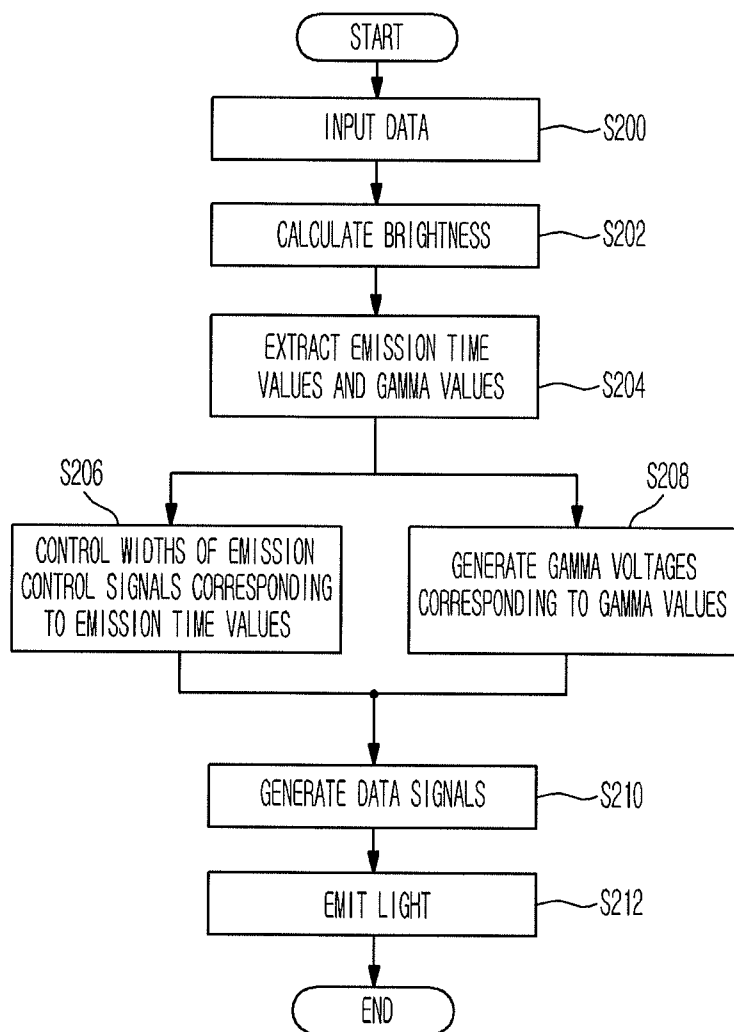 START
INPUT DATA
S200
CALCULATE BRIGHTNESS
S202
EXTRACT EMISSION TIME
VALUES AND GAMMA VALUES
S204
S206
CONTROL WIDTHS OF EMISSION
CONTROL SIGNALS CORRESPONDING
TO EMISSION TIME VALUES
S208
GENERATE GAMMA VOLTAGES
CORRESPONDING TO GAMMA VALUES
GENERATE DATA SIGNALS
S210
EMIT LIGHT
S212
END